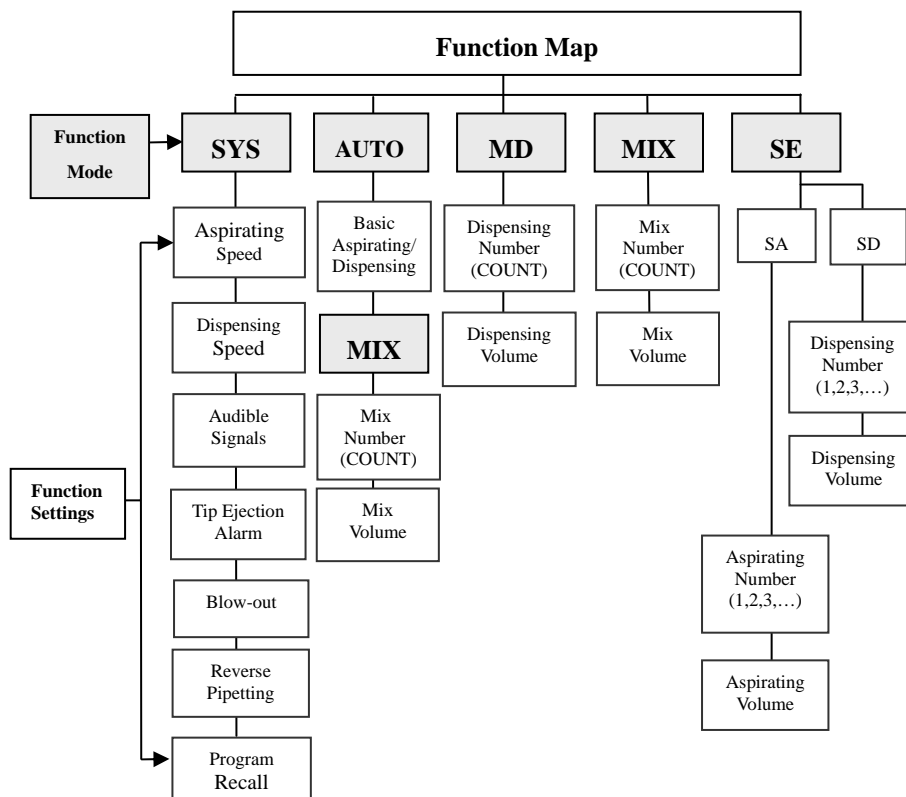 Function Map
Function
Mode
SYS
AUTO
MD
MIX
SE
Aspirating
Speed
Dispensing
Speed
Audible
Signals
Tip Ejection
Alarm
Blow-out
Reverse
Pipetting
Program
Recall
Function
Settings
Basic
Aspirating/
Dispensing
MIX
Mix
Number
(COUNT)
Mix
Volume
Dispensing
Number
(COUNT)
Dispensing
Volume
Mix
Number
(COUNT)
Mix
Volume
SA
SD
Aspirating
Number
(1,2,3,…)
Aspirating
Volume
Dispensing
Number
(1,2,3,…)
Dispensing
Volume